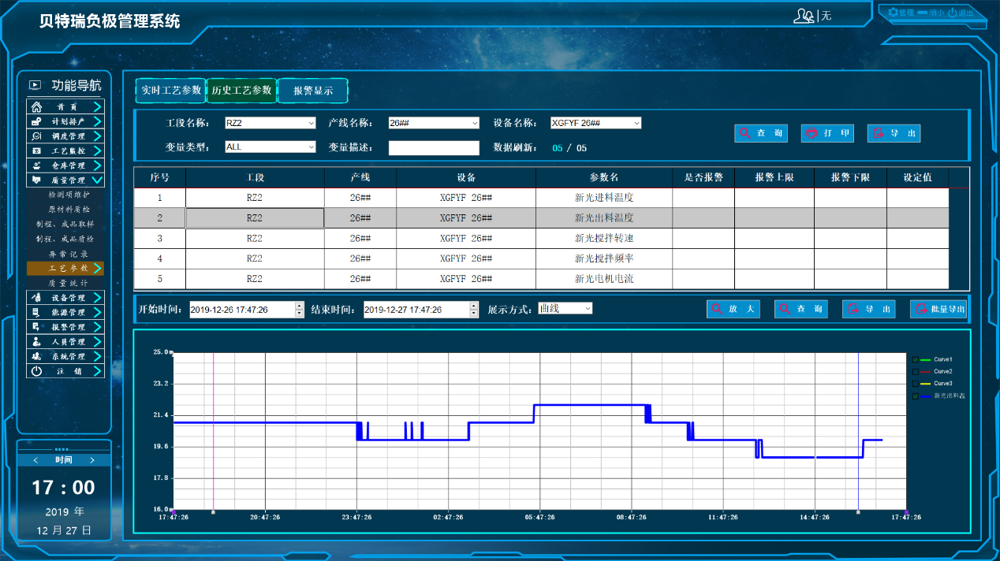 贝特瑞负极管理系统
无
管理 缩小 退出
功能导航
首 页
计划排产
调度管理
工艺监控
仓库管理
质量管理
检测项维护
原材料质检
制程、成品取样
制程、成品质检
异常记录
工艺参数
质量统计
设备管理
能源管理
报警管理
人员管理
系统管理
注 销
< 时间 >
17 : 00
2019 年
12 月 27 日
实时工艺参数 历史工艺参数 报警显示
工段名称: RZ2 产线名称: 26## 设备名称: XGFYF 26## 查 询 打 印 导 出
变量类型: ALL 变量描述: 数据刷新: 05 / 05
序号 工段 产线 设备 参数名 是否报警 报警上限 报警下限 设定值
1 RZ2 26## XGFYF 26## 新光进料温度
2 RZ2 26## XGFYF 26## 新光出料温度
3 RZ2 26## XGFYF 26## 新光搅拌转速
4 RZ2 26## XGFYF 26## 新光搅拌频率
5 RZ2 26## XGFYF 26## 新光电机电流
开始时间: 2019-12-26 17:47:26 结束时间: 2019-12-27 17:47:26 展示方式: 曲线 放 大 查 询 导 出 批量导出
25.0
23.2
21.4
19.6
17.8
16.0
17:47:26 20:47:26 23:47:26 02:47:26 05:47:26 08:47:26 11:47:26 14:47:26 17:47:26
Curve1
Curve2
Curve3
新光出料温